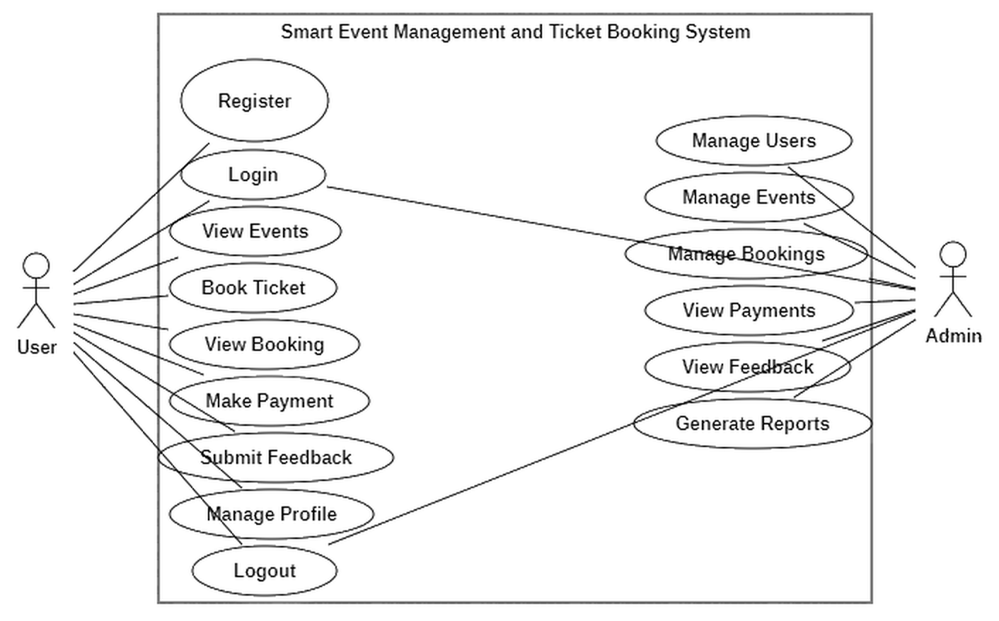 Smart Event Management and Ticket Booking System
Register
Login
View Events
Book Ticket
View Booking
Make Payment
Submit Feedback
Manage Profile
Logout
Manage Users
Manage Events
Manage Bookings
View Payments
View Feedback
Generate Reports
User
Admin